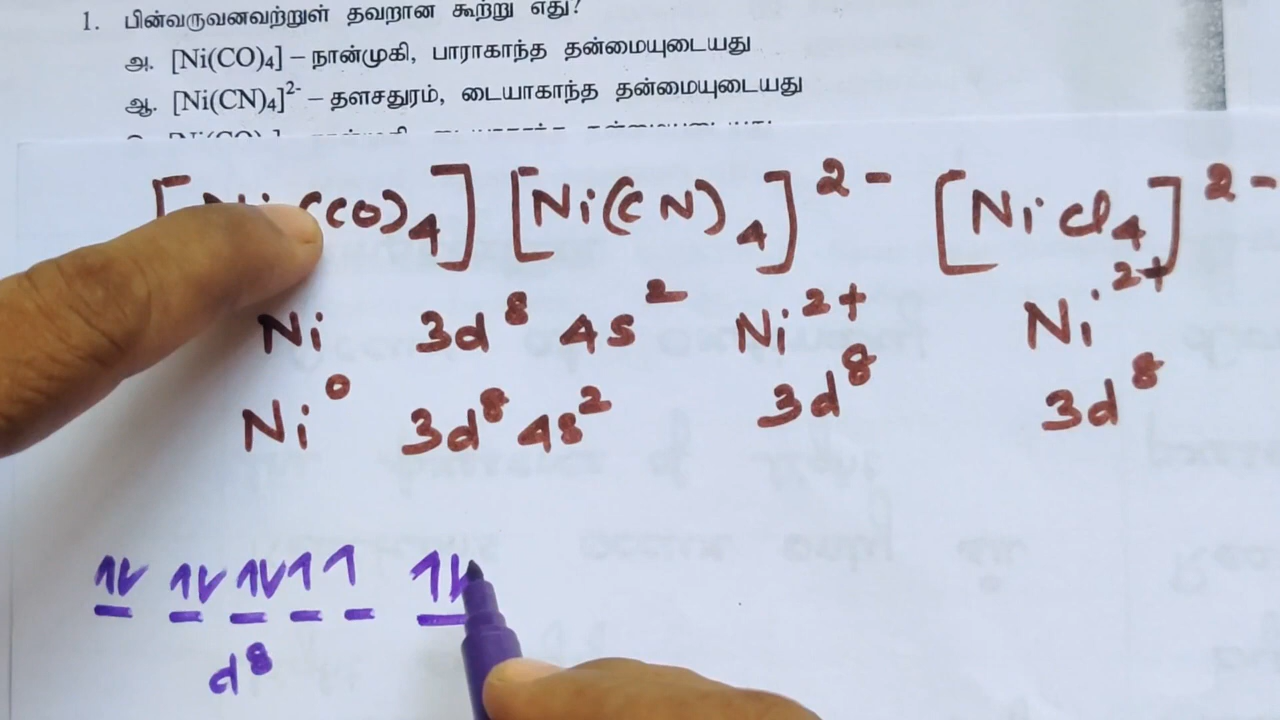 1. பின்வருவனவற்றுள் தவறான கூற்று எது?
அ. [Ni(CO)4] – நான்முகி, பாராகாந்த தன்மையுடையது
ஆ. [Ni(CN)4]2- – தளசதுரம், டையாகாந்த தன்மையுடையது
(CO)4] [Ni(CN)4]2- [NiCl4]2-
Ni 3d8 4s2 Ni2+ Ni2+
Ni0 3d8 4s2 3d8 3d8
d8